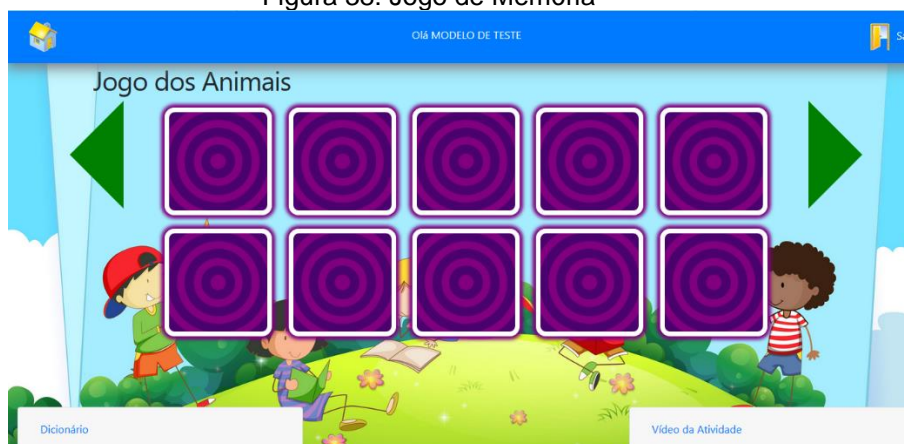 Olá MODELO DE TESTE
Jogo dos Animais
Dicionário
Vídeo da Atividade